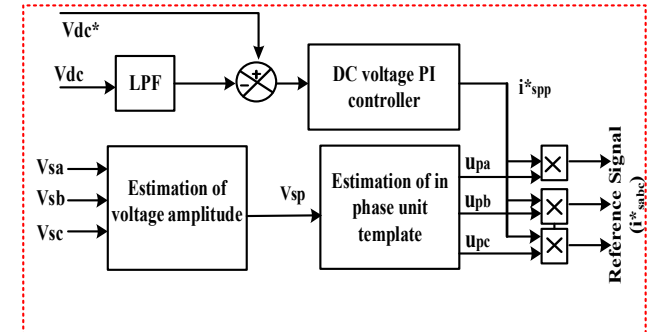 Vdc*
Vdc
LPF
+
−
DC voltage PI
controller
i*spp
Vsa
Vsb
Vsc
Estimation of
voltage amplitude
Vsp
Estimation of in
phase unit
template
upa
upb
upc
×
×
×
Reference Signal
(i*sabc)